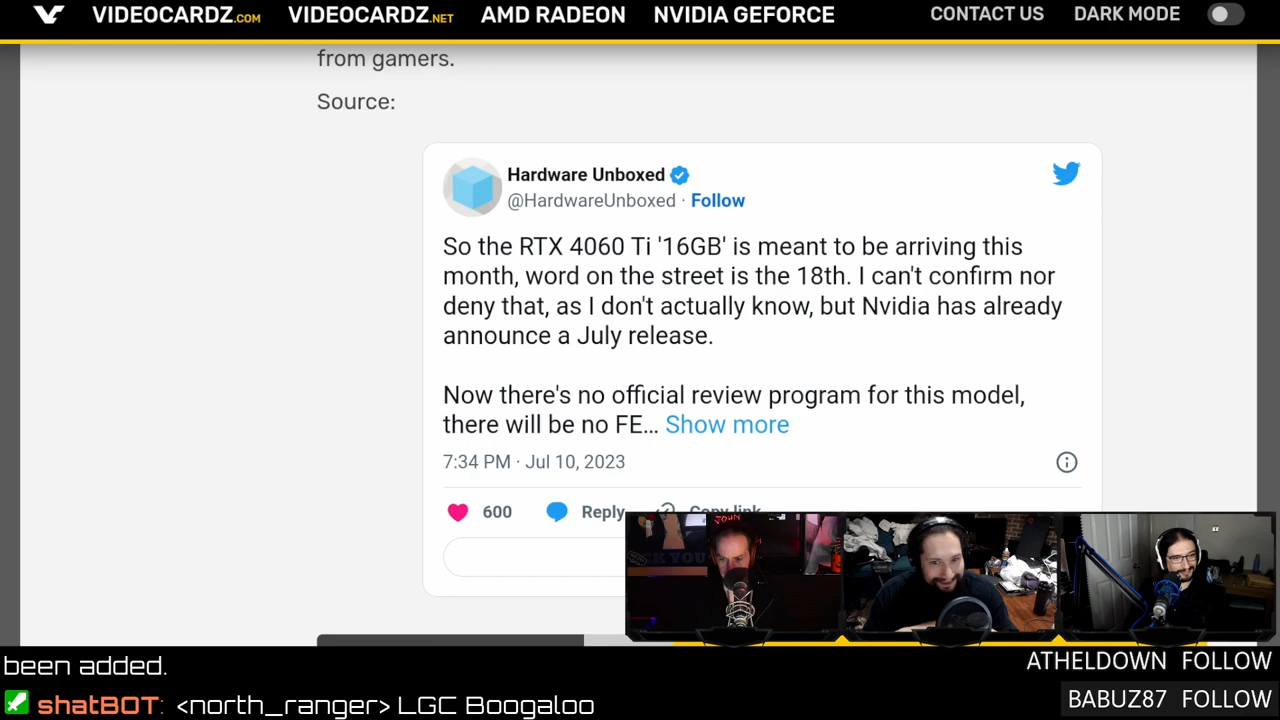 VIDEOCARDZ.COM VIDEOCARDZ.NET AMD RADEON NVIDIA GEFORCE CONTACT US DARK MODE
from gamers.
Source:
Hardware Unboxed
@HardwareUnboxed · Follow
So the RTX 4060 Ti '16GB' is meant to be arriving this
month, word on the street is the 18th. I can't confirm nor
deny that, as I don't actually know, but Nvidia has already
announce a July release.
Now there's no official review program for this model,
there will be no FE... Show more
7:34 PM · Jul 10, 2023
600 Reply Copy link
been added.
ATHELDOWN FOLLOW
shatBOT: <north_ranger> LGC Boogaloo
BABUZ87 FOLLOW